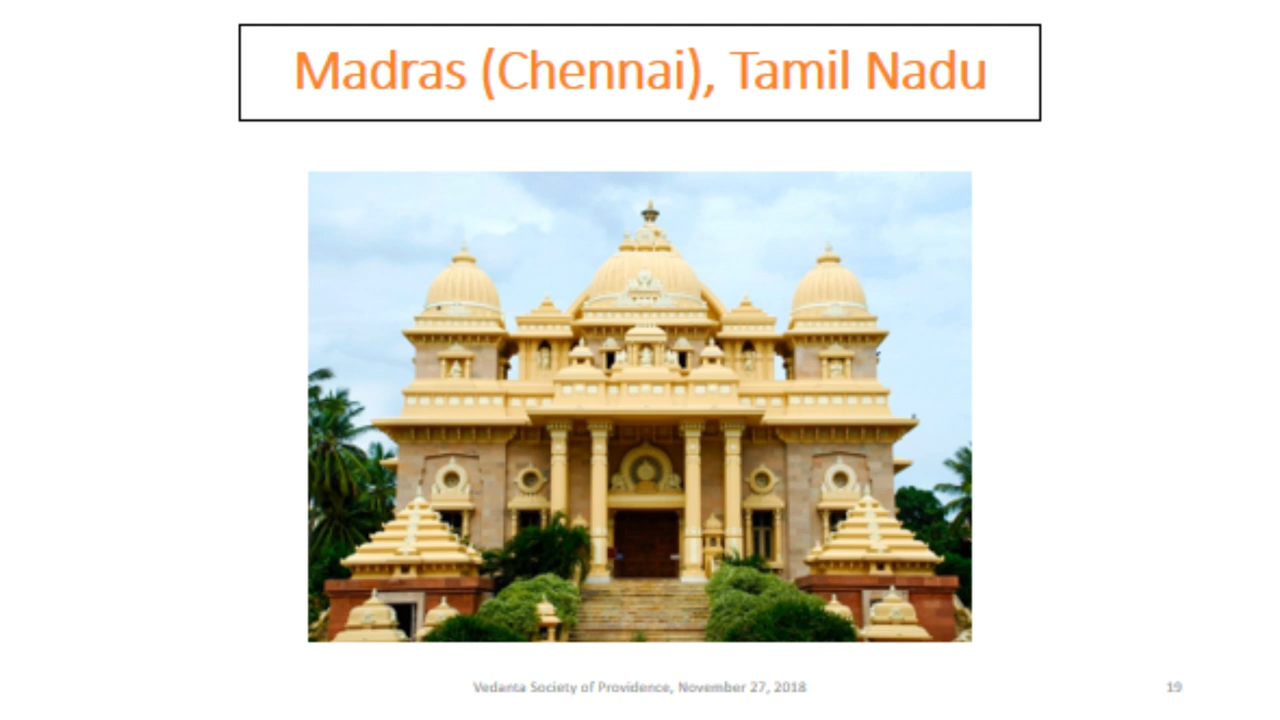 Madras (Chennai), Tamil Nadu
Vedanta Society of Providence, November 27, 2018
19